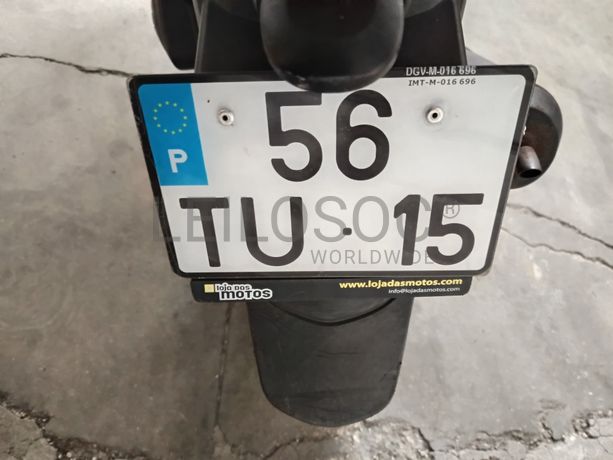 DGV-M-016 696
IMT-M-016 696
P
56
TU·15
LEILOSOC®
WORLDWIDE
loja das motos
www.lojadasmotos.com
info@lojadasmotos.com